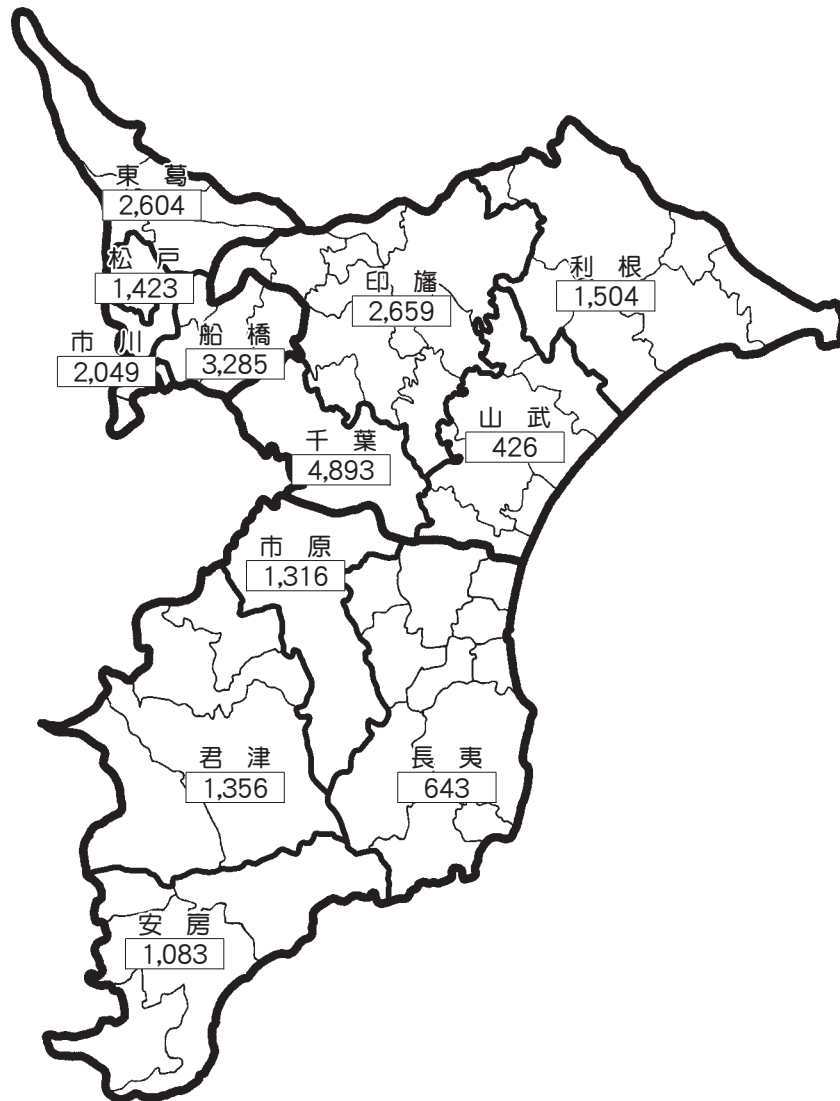 東 葛
2,604
松 戸
1,423
市 川
2,049
船 橋
3,285
印 旛
2,659
利 根
1,504
千 葉
4,893
山 武
426
市 原
1,316
君 津
1,356
長 夷
643
安 房
1,083